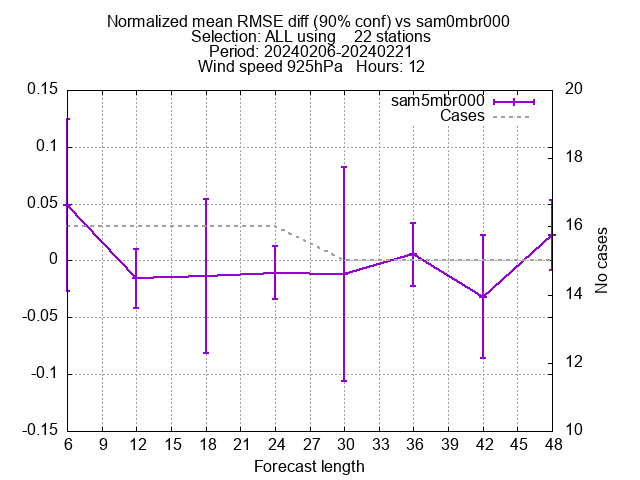 Normalized mean RMSE diff (90% conf) vs sam0mbr000
Selection: ALL using    22 stations
Period: 20240206-20240221
Wind speed 925hPa   Hours: 12
sam5mbr000
Cases
0.15
0.1
0.05
0
-0.05
-0.1
-0.15
20
18
16
14
12
10
No cases
6 9 12 15 18 21 24 27 30 33 36 39 42 45 48
Forecast length